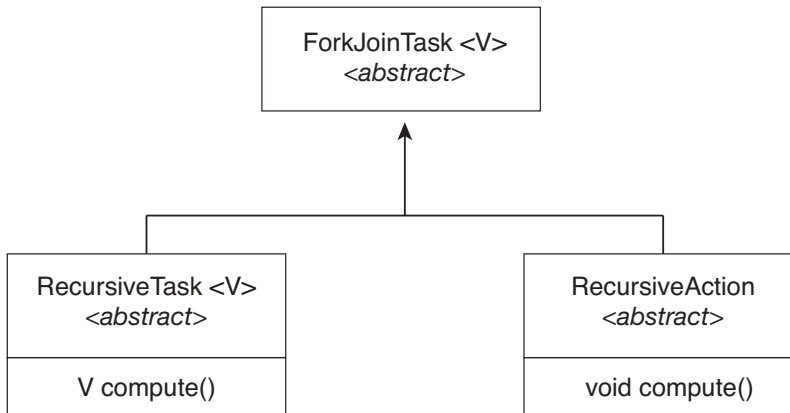 ForkJoinTask <V>
<abstract>
RecursiveTask <V>
<abstract>
V compute()
RecursiveAction
<abstract>
void compute()